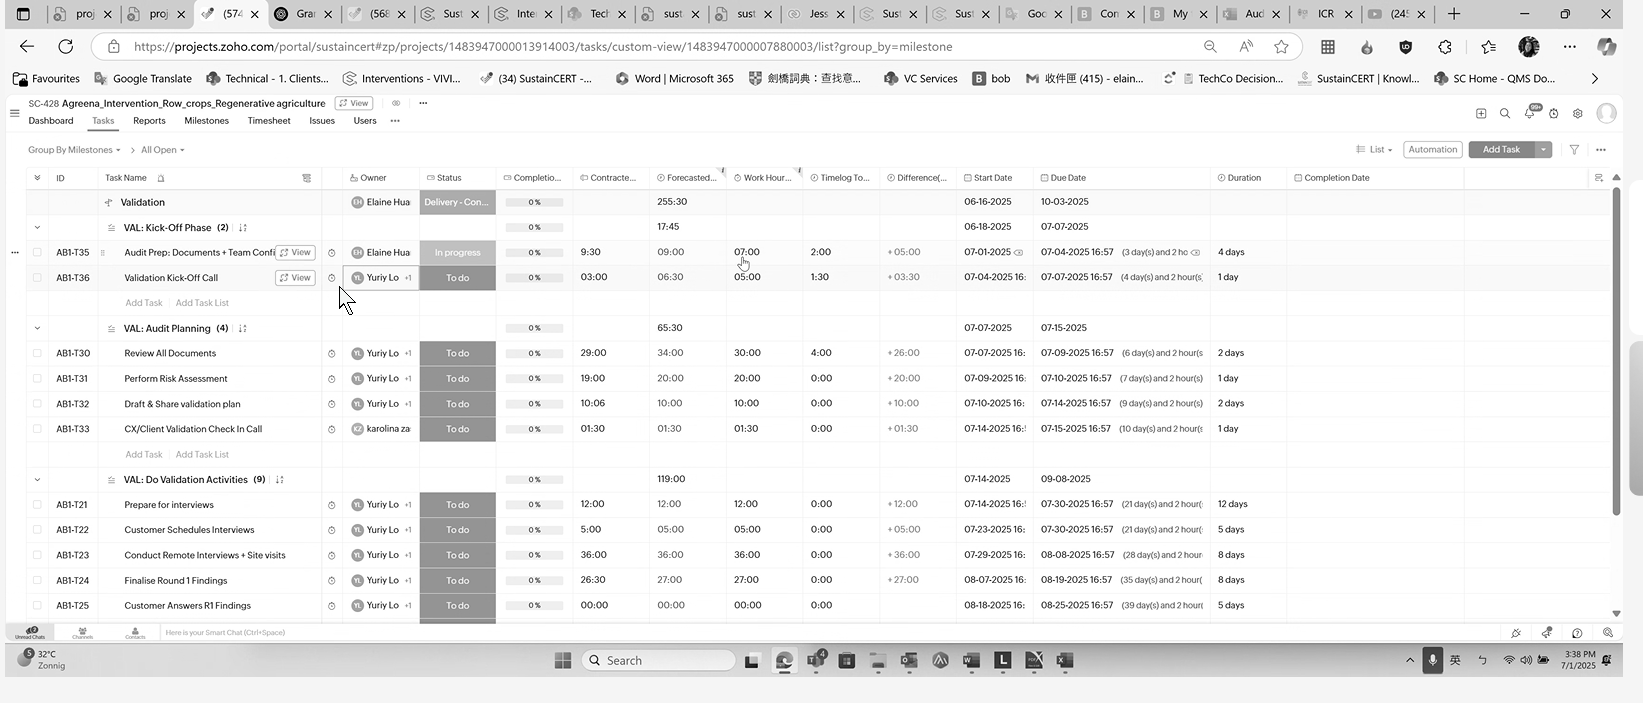 proj proj (574 Gran (568 Sust Inte Tech sust sust Jess Sust Sust Goo Con My Aud ICR (245
https://projects.zoho.com/portal/sustaincert#zp/projects/1483947000013914003/tasks/custom-view/1483947000007880003/list?group_by=milestone
Favourites Google Translate Technical - 1. Clients... Interventions - VIVI... (34) SustainCERT -... Word | Microsoft 365 劍橋詞典：查找意... VC Services bob 收件匣 (415) - elain... TechCo Decision... SustainCERT | Knowl... SC Home - QMS Do...
SC-428 Agreena_Intervention_Row_crops_Regenerative agriculture View
Dashboard Tasks Reports Milestones Timesheet Issues Users 99+
Group By Milestones All Open List Automation Add Task
ID Task Name Owner Status Completio... Contracte... Forecasted... Work Hour... Timelog To... Difference(... Start Date Due Date Duration Completion Date
Validation EH Elaine Hua Delivery - Con... 0 % 255:30 06-16-2025 10-03-2025
VAL: Kick-Off Phase (2) 0 % 17:45 06-18-2025 07-07-2025
AB1-T35 Audit Prep: Documents + Team Confi View EH Elaine Hua In progress 0 % 9:30 09:00 07:00 2:00 + 05:00 07-01-2025 07-04-2025 16:57 (3 day(s) and 2 ho 4 days
AB1-T36 Validation Kick-Off Call View YL Yuriy Lo +1 To do 0 % 03:00 06:30 05:00 1:30 + 03:30 07-04-2025 16: 07-07-2025 16:57 (4 day(s) and 2 hour(s) 1 day
Add Task Add Task List
VAL: Audit Planning (4) 0 % 65:30 07-07-2025 07-15-2025
AB1-T30 Review All Documents YL Yuriy Lo +1 To do 0 % 29:00 34:00 30:00 4:00 + 26:00 07-07-2025 16: 07-09-2025 16:57 (6 day(s) and 2 hour(s) 2 days
AB1-T31 Perform Risk Assessment YL Yuriy Lo +1 To do 0 % 19:00 20:00 20:00 0:00 + 20:00 07-09-2025 16: 07-10-2025 16:57 (7 day(s) and 2 hour(s) 1 day
AB1-T32 Draft & Share validation plan YL Yuriy Lo +1 To do 0 % 10:06 10:00 10:00 0:00 + 10:00 07-10-2025 16: 07-14-2025 16:57 (9 day(s) and 2 hour(s) 2 days
AB1-T33 CX/Client Validation Check In Call KZ karolina za To do 0 % 01:30 01:30 01:30 0:00 + 01:30 07-14-2025 16: 07-15-2025 16:57 (10 day(s) and 2 hour(s) 1 day
Add Task Add Task List
VAL: Do Validation Activities (9) 0 % 119:00 07-14-2025 09-08-2025
AB1-T21 Prepare for interviews YL Yuriy Lo +1 To do 0 % 12:00 12:00 12:00 0:00 + 12:00 07-14-2025 16: 07-30-2025 16:57 (21 day(s) and 2 hour(s) 12 days
AB1-T22 Customer Schedules Interviews YL Yuriy Lo +1 To do 0 % 5:00 05:00 05:00 0:00 + 05:00 07-23-2025 16: 07-30-2025 16:57 (21 day(s) and 2 hour(s) 5 days
AB1-T23 Conduct Remote Interviews + Site visits YL Yuriy Lo +1 To do 0 % 36:00 36:00 36:00 0:00 + 36:00 07-29-2025 16: 08-08-2025 16:57 (28 day(s) and 2 hour( 8 days
AB1-T24 Finalise Round 1 Findings YL Yuriy Lo +1 To do 0 % 26:30 27:00 27:00 0:00 + 27:00 08-07-2025 16: 08-19-2025 16:57 (35 day(s) and 2 hour( 8 days
AB1-T25 Customer Answers R1 Findings YL Yuriy Lo +1 To do 0 % 00:00 00:00 00:00 0:00 08-18-2025 16: 08-25-2025 16:57 (39 day(s) and 2 hour( 5 days
Unread Chats Channels Contacts Here is your Smart Chat (Ctrl+Space)
5 32°C Search 4 英 3:38 PM
Zonnig 7/1/2025